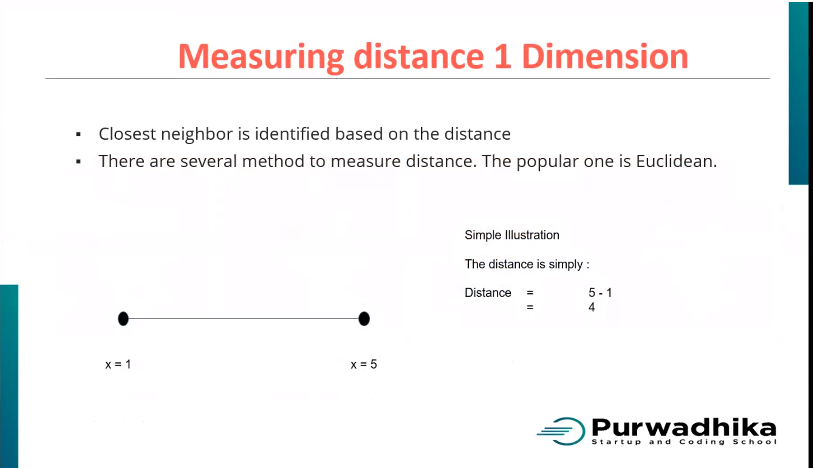 Measuring distance 1 Dimension
▪ Closest neighbor is identified based on the distance
▪ There are several method to measure distance. The popular one is Euclidean.
Simple Illustration
The distance is simply :
Distance = 5 - 1
= 4
x = 1 x = 5
Purwadhika
Startup and Coding School